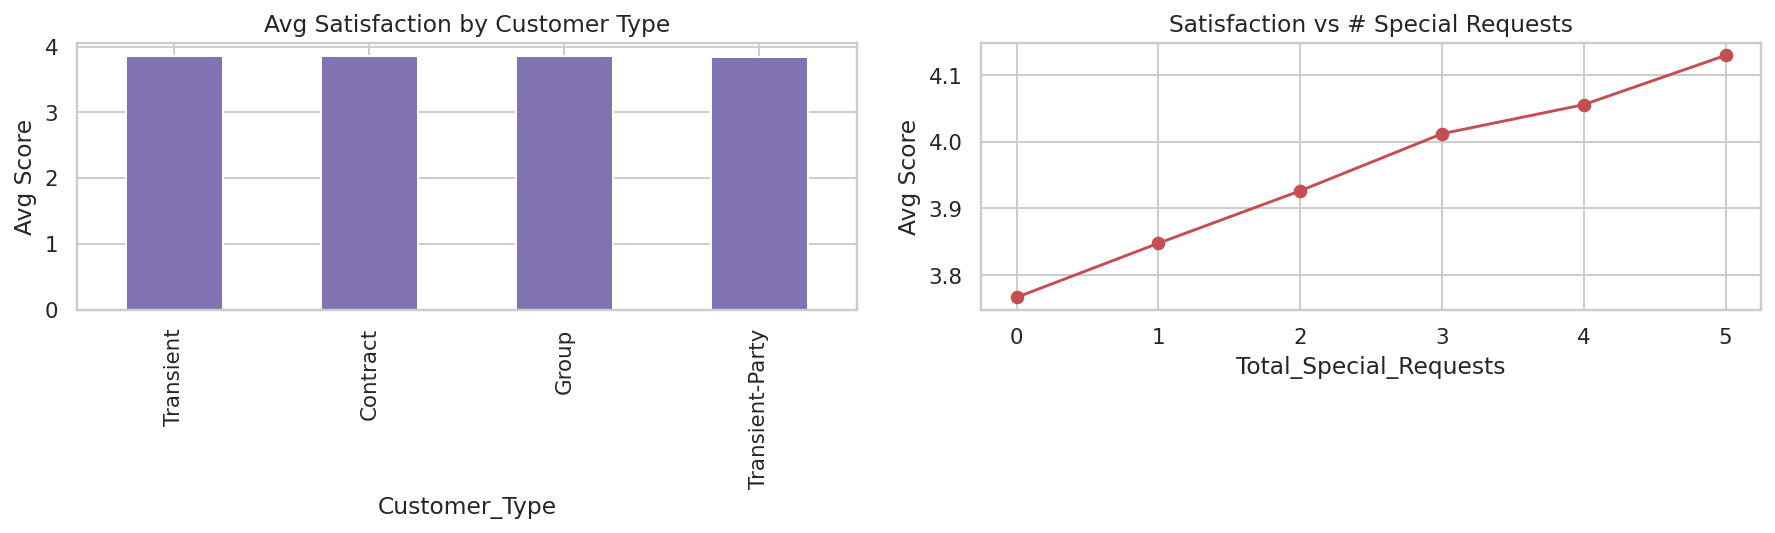 Avg Satisfaction by Customer Type
Avg Score
4
3
2
1
0
Transient
Contract
Group
Transient-Party
Customer_Type
Satisfaction vs # Special Requests
Avg Score
4.1
4.0
3.9
3.8
0 1 2 3 4 5
Total_Special_Requests